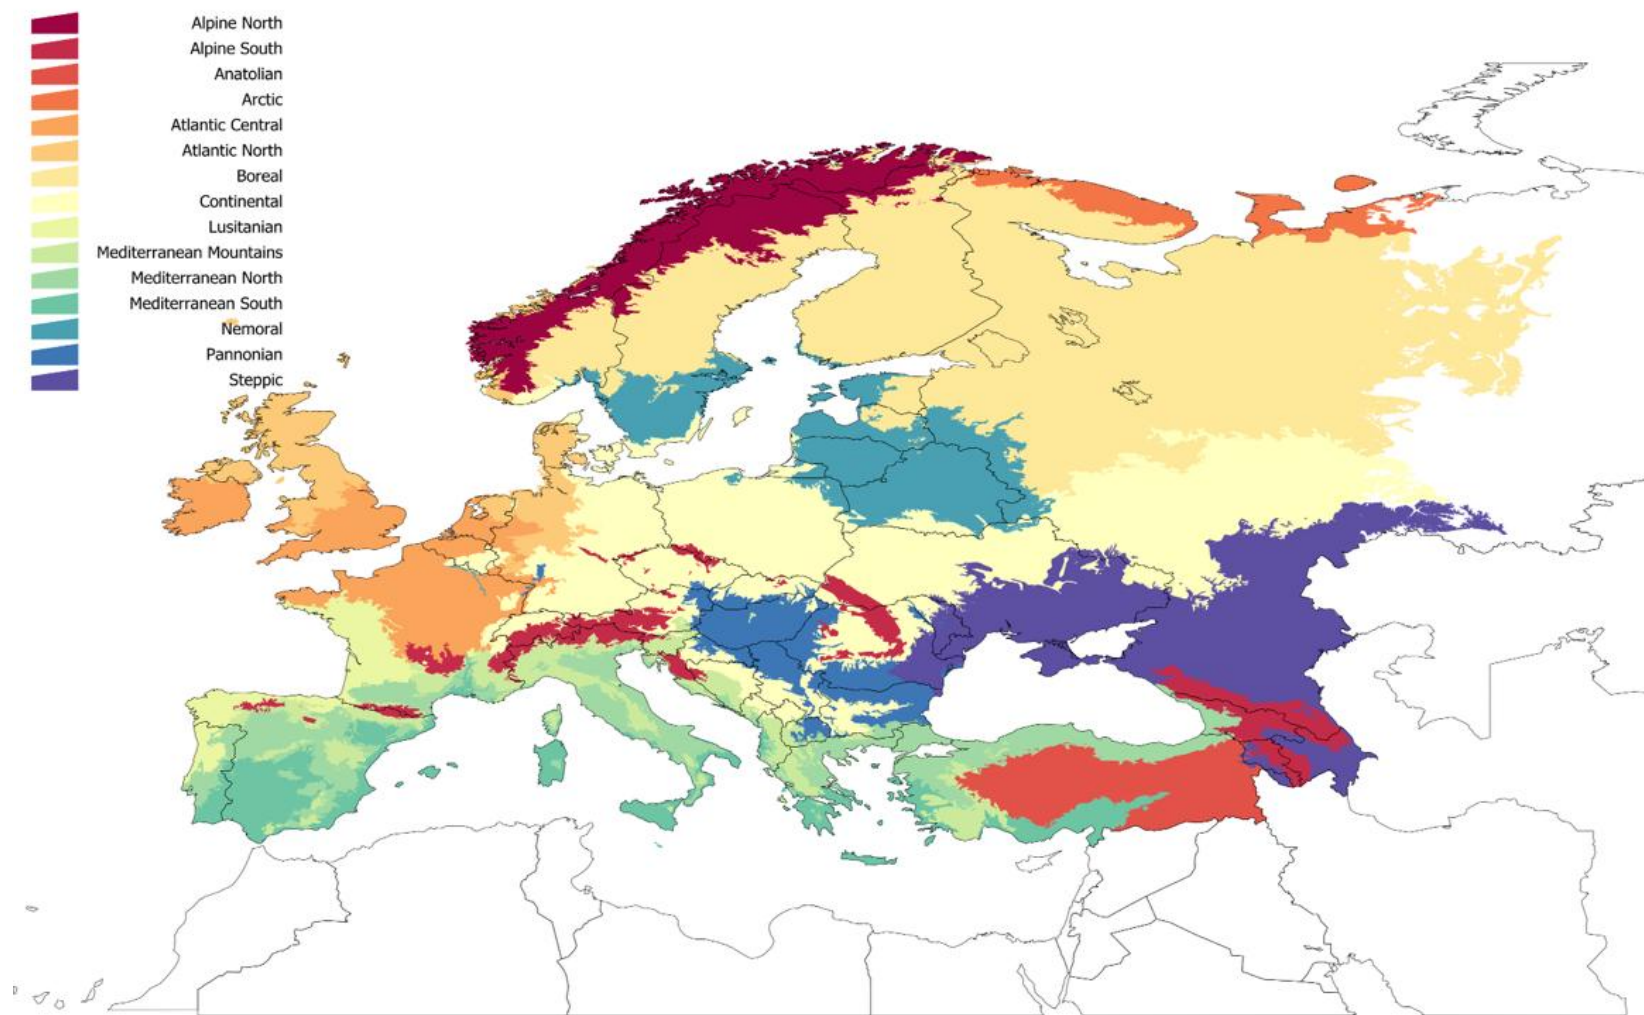 Alpine North
Alpine South
Anatolian
Arctic
Atlantic Central
Atlantic North
Boreal
Continental
Lusitanian
Mediterranean Mountains
Mediterranean North
Mediterranean South
Nemoral
Pannonian
Steppic